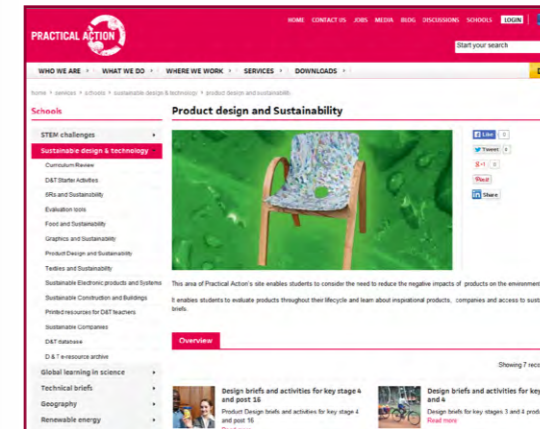 HOME CONTACT US JOBS MEDIA BLOG DISCUSSIONS SCHOOLS LOGIN
PRACTICAL ACTION
Start your search
WHO WE ARE WHAT WE DO WHERE WE WORK SERVICES DOWNLOADS
home > services > schools > sustainable design & technology > product design and sustainability
Schools
Product design and Sustainability
STEM challenges
Sustainable design & technology
Curriculum Review
D&T Starter Activities
6Rs and Sustainability
Evaluation tools
Food and Sustainability
Graphics and Sustainability
Product Design and Sustainability
Textiles and Sustainability
Sustainable Electronic products and Systems
Sustainable Construction and Buildings
Printed resources for D&T teachers
Sustainable Companies
D&T database
D & T e-resource archive
Global learning in science
Technical briefs
Geography
Renewable energy
Like 0
Tweet
+1 0
Pin it
Share
This area of Practical Action's site enables students to consider the need to reduce the negative impacts of products on the environment
It enables students to evaluate products throughout their lifecycle and learn about inspirational products, companies and access to sust
briefs.
Overview
Showing 7 reco
Design briefs and activities for key stage 4
and post 16
Product Design briefs and activities for key stage 4
and post 16
Read more
Design briefs and activities for key
and 4
Design briefs for key stages 3 and 4 produ
Read more